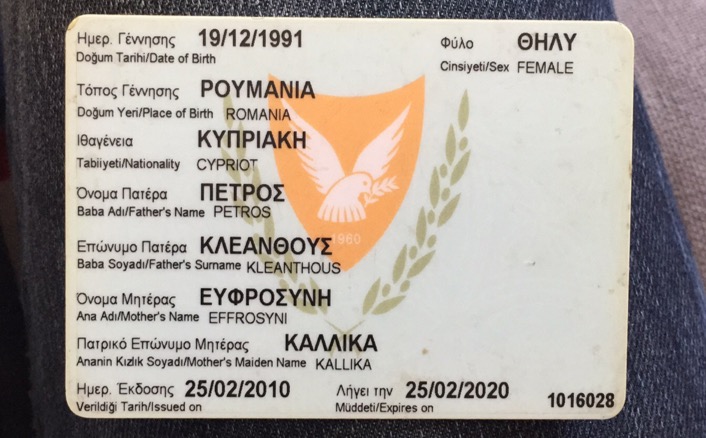 Ημερ. Γέννησης 19/12/1991 Φύλο ΘΗΛΥ
Doğum Tarihi/Date of Birth Cinsiyeti/Sex FEMALE
Τόπος Γέννησης ΡΟΥΜΑΝΙΑ
Doğum Yeri/Place of Birth ROMANIA
Ιθαγένεια ΚΥΠΡΙΑΚΗ
Tabiiyeti/Nationality CYPRIOT
Όνομα Πατέρα ΠΕΤΡΟΣ
Baba Adı/Father's Name PETROS
1960
Επώνυμο Πατέρα ΚΛΕΑΝΘΟΥΣ
Baba Soyadı/Father's Surname KLEANTHOUS
Όνομα Μητέρας ΕΥΦΡΟΣΥΝΗ
Ana Adı/Mother's Name EFFROSYNI
Πατρικό Επώνυμο Μητέρας ΚΑΛΛΙΚΑ
Ananin Kızlık Soyadı/Mother's Maiden Name KALLIKA
Ημερ. Έκδοσης 25/02/2010 Λήγει την 25/02/2020
Verildiği Tarih/Issued on Müddeti/Expires on 1016028